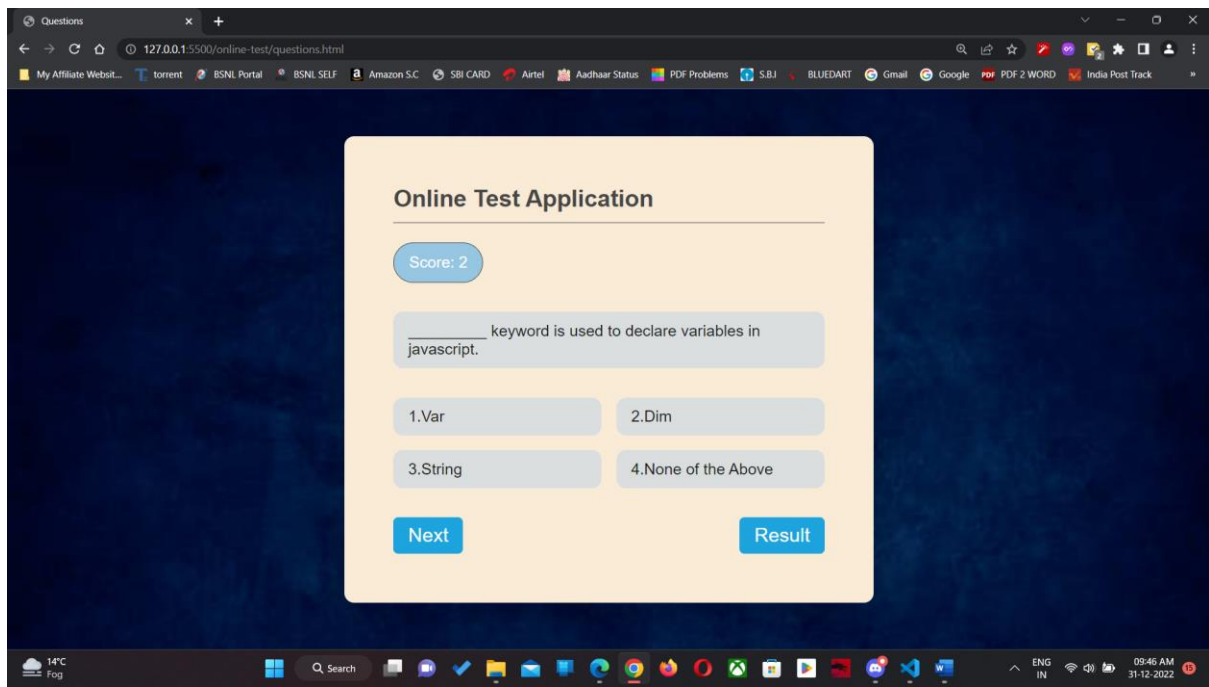 Questions
127.0.0.1:5500/online-test/questions.html
My Affiliate Websit... torrent BSNL Portal BSNL SELF Amazon S.C SBI CARD Airtel Aadhaar Status PDF Problems S.B.I BLUEDART Gmail Google PDF 2 WORD India Post Track »
Online Test Application
Score: 2
_________ keyword is used to declare variables in
javascript.
1.Var 2.Dim
3.String 4.None of the Above
Next Result
14°C
Fog
Search
ENG
IN
09:46 AM
31-12-2022
15